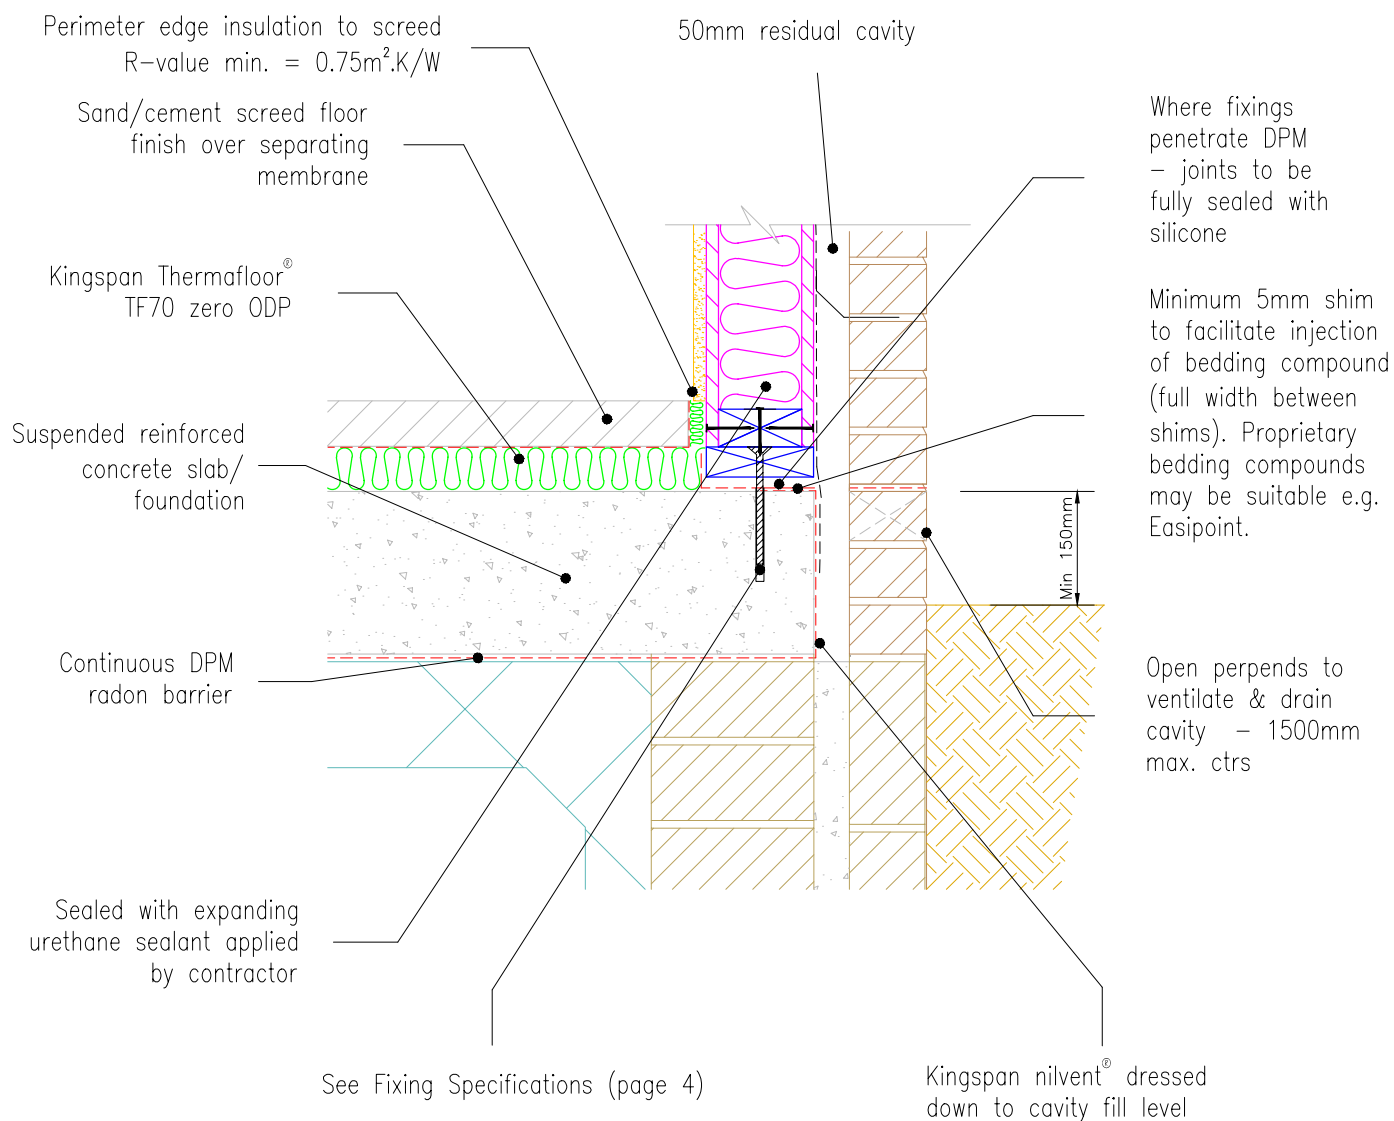 Perimeter edge insulation to screed
R-value min. = 0.75m².K/W
Sand/cement screed floor
finish over separating
membrane
Kingspan Thermafloor®
TF70 zero ODP
Suspended reinforced
concrete slab/
foundation
Continuous DPM
radon barrier
Sealed with expanding
urethane sealant applied
by contractor
See Fixing Specifications (page 4)
50mm residual cavity
Where fixings
penetrate DPM
- joints to be
fully sealed with
silicone
Minimum 5mm shim
to facilitate injection
of bedding compound
(full width between
shims). Proprietary
bedding compounds
may be suitable e.g.
Easipoint.
Min 150mm
Open perpends to
ventilate & drain
cavity - 1500mm
max. ctrs
Kingspan nilvent® dressed
down to cavity fill level